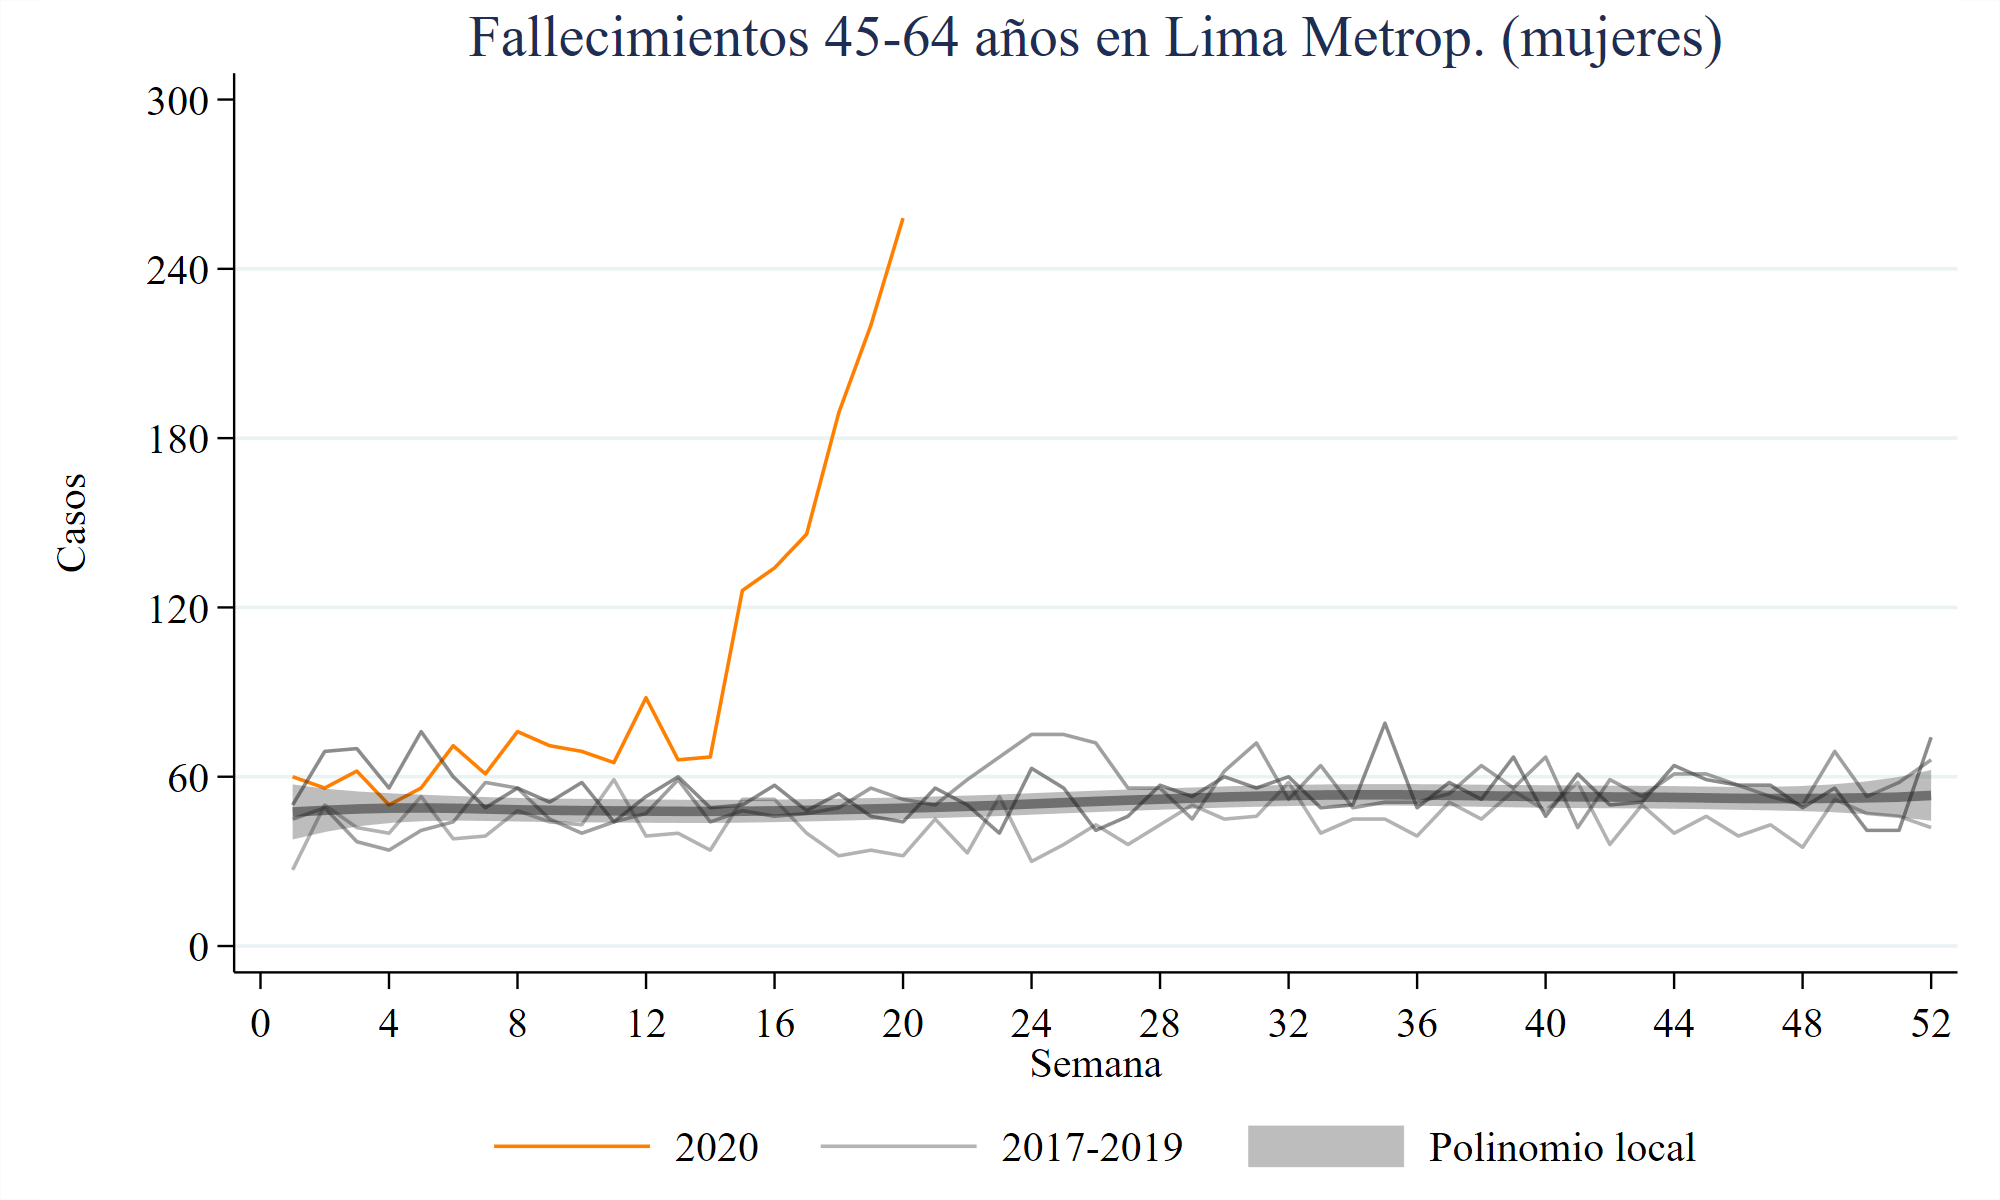 Fallecimientos 45-64 años en Lima Metrop. (mujeres)
300
240
180
120
60
0
Casos
0 4 8 12 16 20 24 28 32 36 40 44 48 52
Semana
2020 2017-2019 Polinomio local